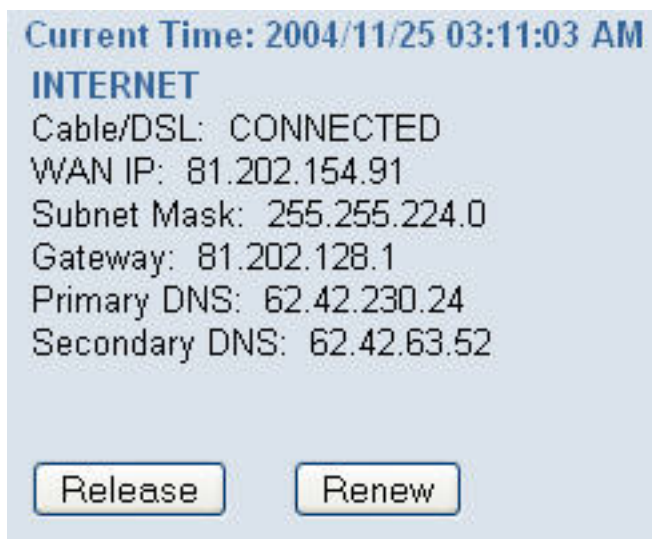 Current Time: 2004/11/25 03:11:03 AM
INTERNET
Cable/DSL: CONNECTED
WAN IP: 81.202.154.91
Subnet Mask: 255.255.224.0
Gateway: 81.202.128.1
Primary DNS: 62.42.230.24
Secondary DNS: 62.42.63.52
Release Renew